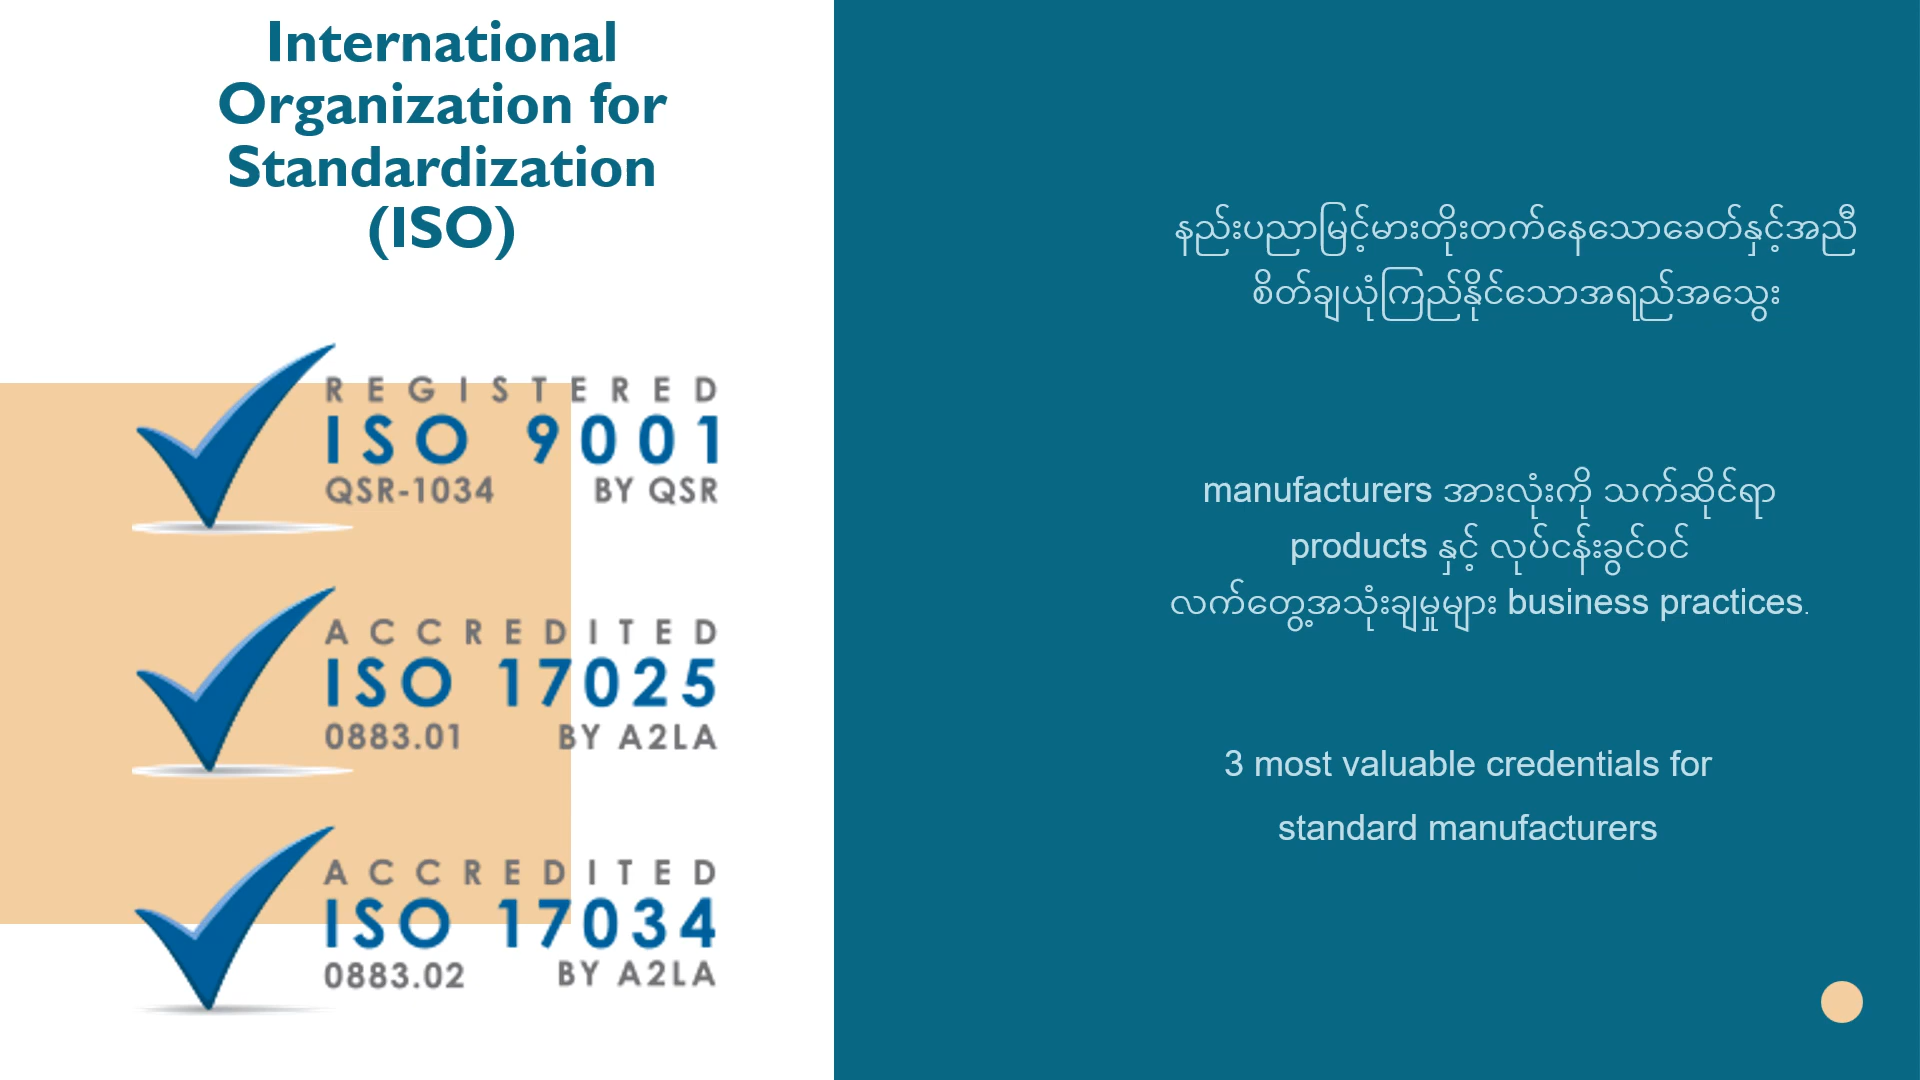 International
Organization for
Standardization
(ISO)
REGISTERED
ISO 9001
QSR-1034 BY QSR
ACCREDITED
ISO 17025
0883.01 BY A2LA
ACCREDITED
ISO 17034
0883.02 BY A2LA
နည်းပညာမြင့်မားတိုးတက်နေသောခေတ်နှင့်အညီ
စိတ်ချယုံကြည်နိုင်သောအရည်အသွေး
manufacturers အားလုံးကို သက်ဆိုင်ရာ
products နှင့် လုပ်ငန်းခွင်ဝင်
လက်တွေ့အသုံးချမှုများ business practices.
3 most valuable credentials for
standard manufacturers